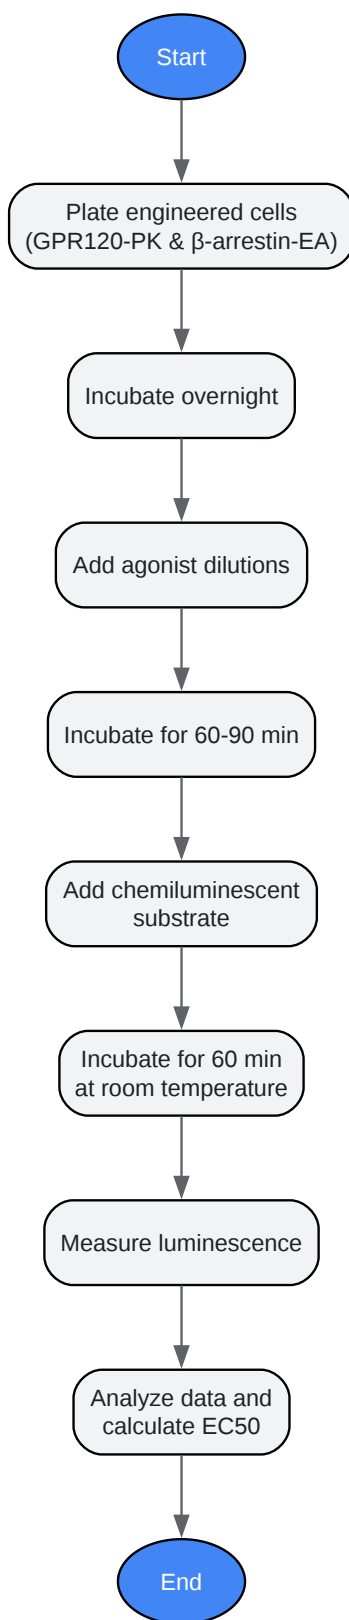 Start
Plate engineered cells
(GPR120-PK & β-arrestin-EA)
Incubate overnight
Add agonist dilutions
Incubate for 60-90 min
Add chemiluminescent
substrate
Incubate for 60 min
at room temperature
Measure luminescence
Analyze data and
calculate EC50
End